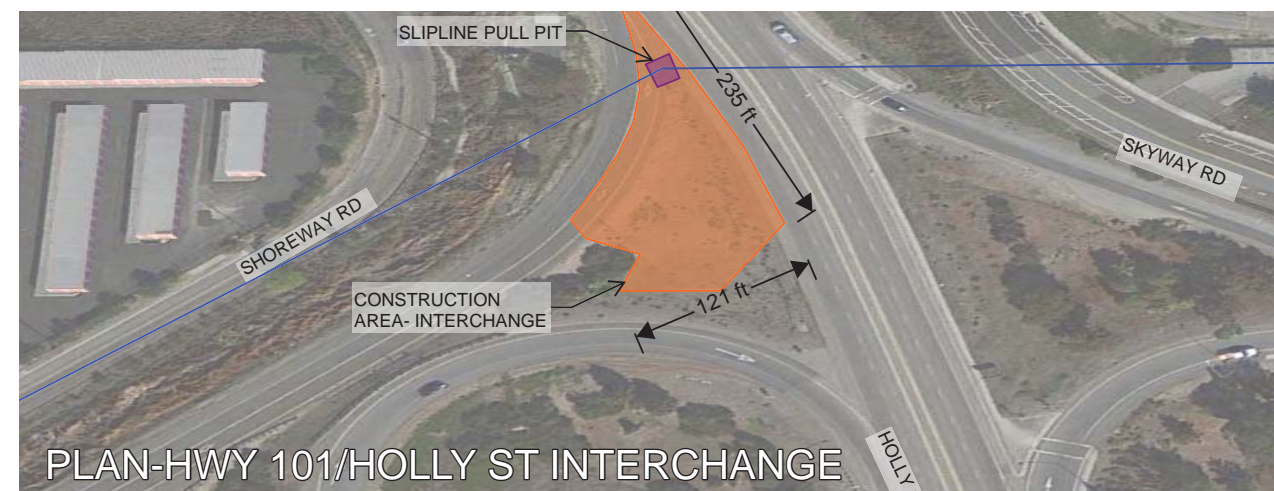 SLIPLINE PULL PIT
235 ft
SKYWAY RD
SHOREWAY RD
CONSTRUCTION
AREA- INTERCHANGE
121 ft
HOLLY
PLAN-HWY 101/HOLLY ST INTERCHANGE